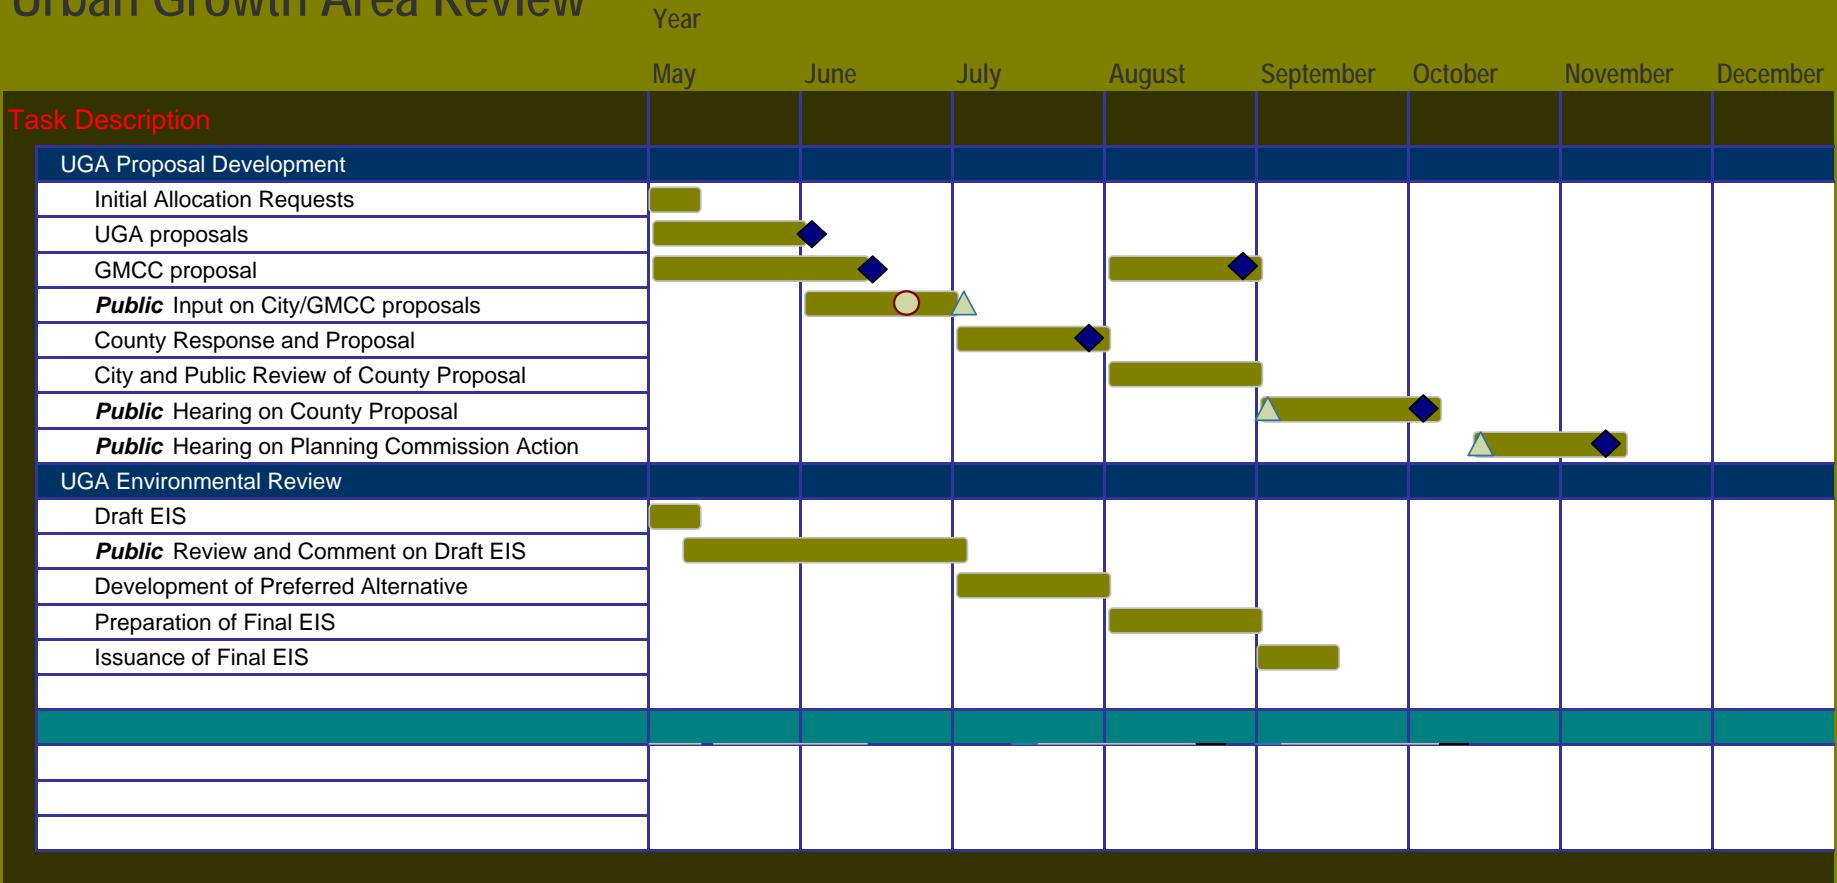 Urban Growth Area Review
Year
May June July August September October November December
Task Description
UGA Proposal Development
Initial Allocation Requests
UGA proposals
GMCC proposal
Public Input on City/GMCC proposals
County Response and Proposal
City and Public Review of County Proposal
Public Hearing on County Proposal
Public Hearing on Planning Commission Action
UGA Environmental Review
Draft EIS
Public Review and Comment on Draft EIS
Development of Preferred Alternative
Preparation of Final EIS
Issuance of Final EIS